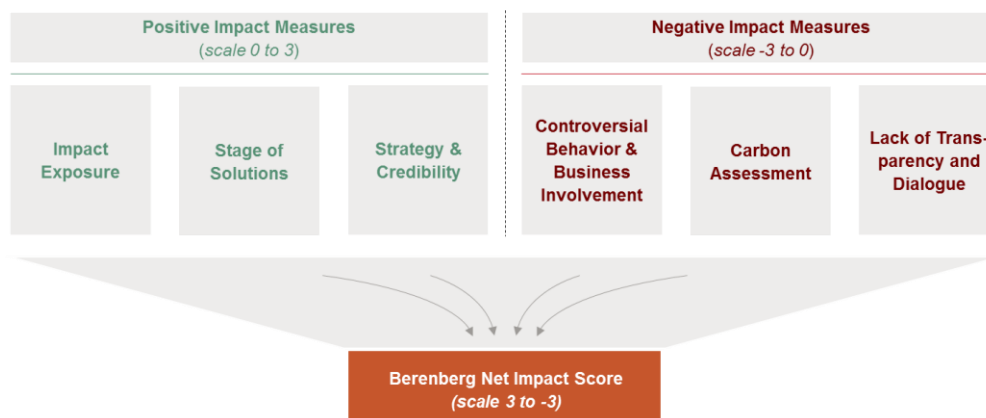 Positive Impact Measures
(scale 0 to 3)
Negative Impact Measures
(scale -3 to 0)
Impact
Exposure
Stage of
Solutions
Strategy &
Credibility
Controversial
Behavior &
Business
Involvement
Carbon
Assessment
Lack of Trans-
parency and
Dialogue
Berenberg Net Impact Score
(scale 3 to -3)